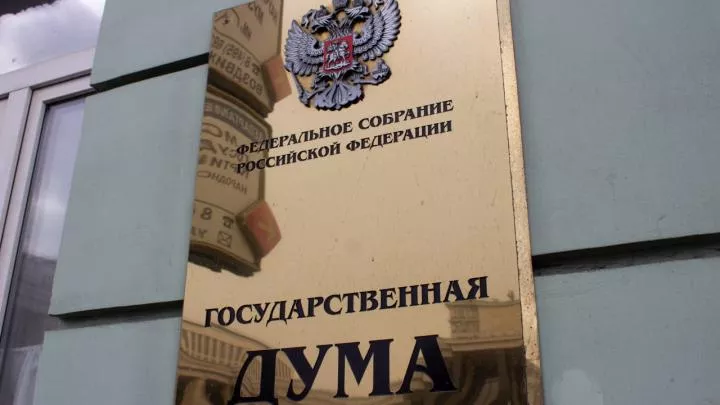 ФЕДЕРАЛЬНОЕ СОБРАНИЕ
РОССИЙСКОЙ ФЕДЕРАЦИИ
ГОСУДАРСТВЕННАЯ
ДУМА